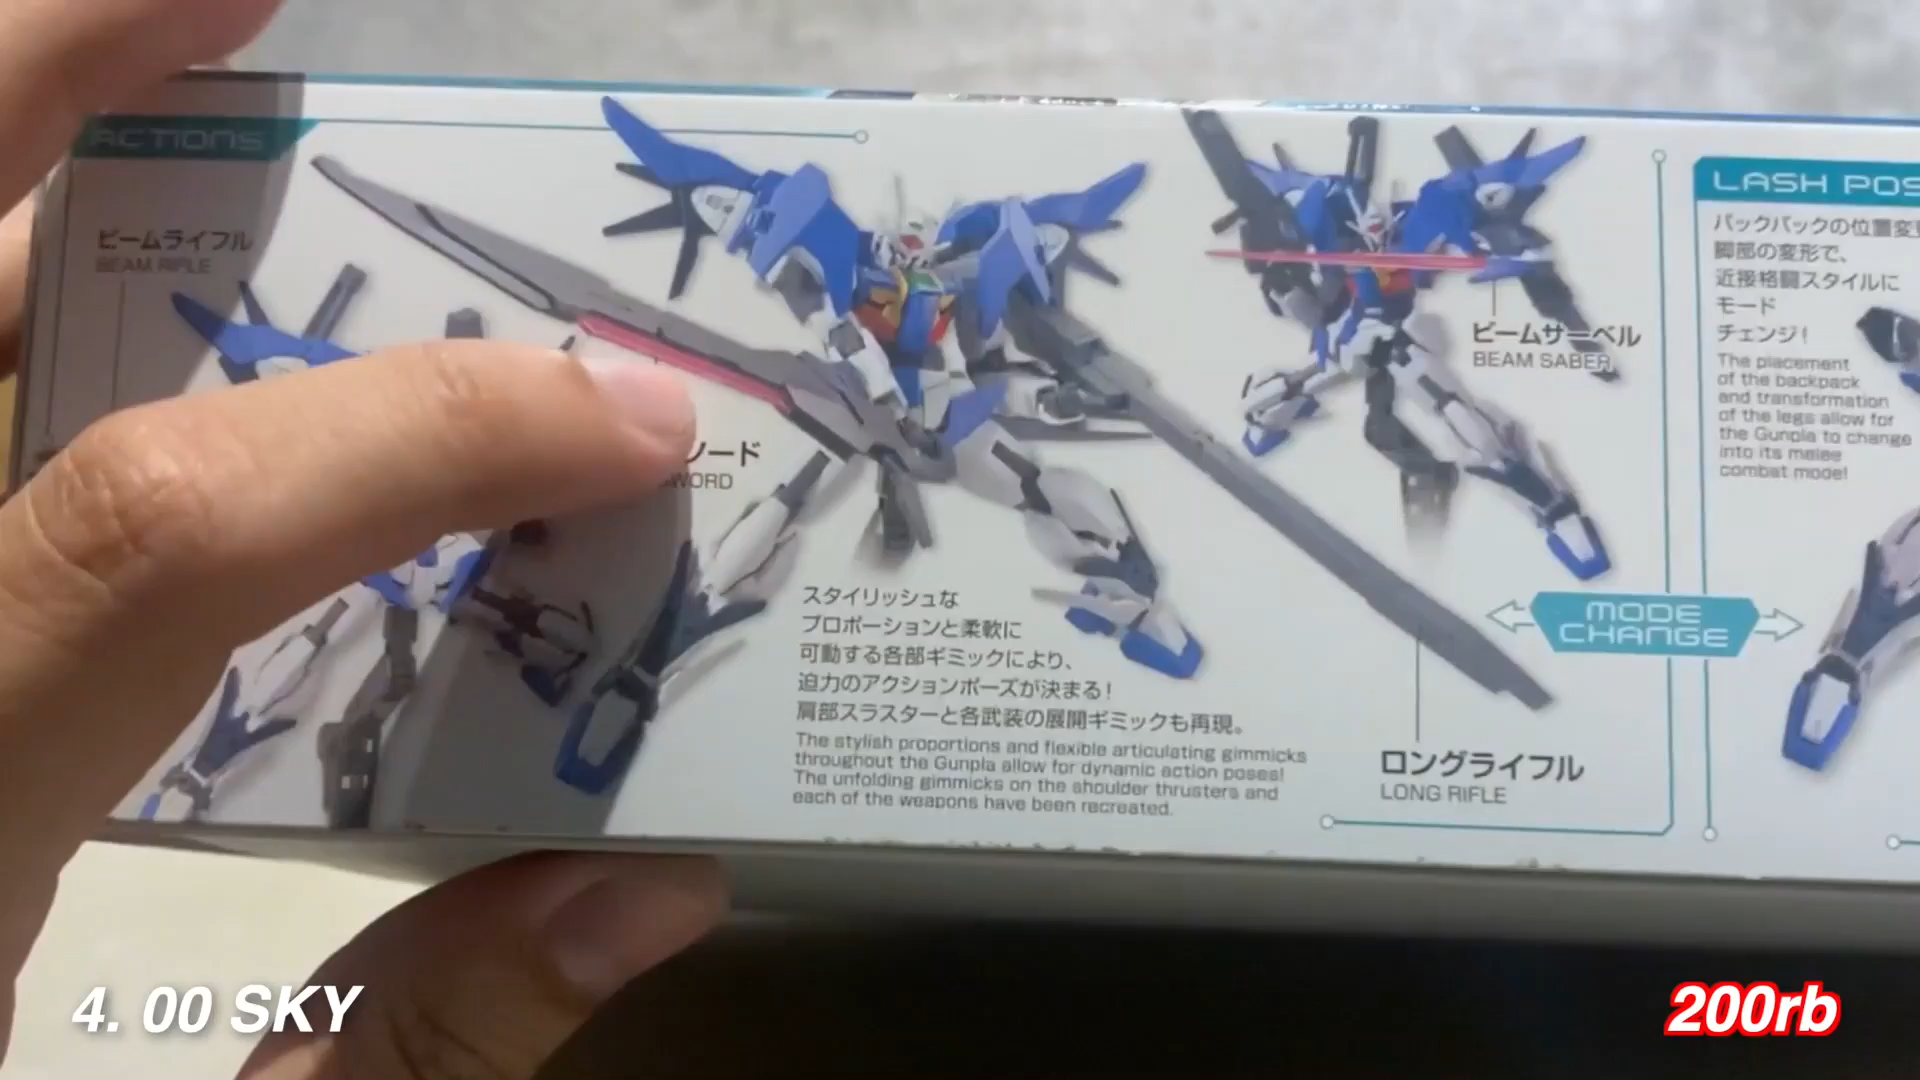 ACTIONS
ビームライフル
BEAM RIFLE
ソード
SWORD
スタイリッシュな
プロポーションと柔軟に
可動する各部ギミックにより、
迫力のアクションポーズが決まる!
肩部スラスターと各武装の展開ギミックも再現。
The stylish proportions and flexible articulating gimmicks
throughout the Gunpla allow for dynamic action poses!
The unfolding gimmicks on the shoulder thrusters and
each of the weapons have been recreated.
ビームサーベル
BEAM SABER
ロングライフル
LONG RIFLE
MODE
CHANGE
LASH POS
バックパックの位置変
脚部の変形で、
近接格闘スタイルに
モード
チェンジ!
The placement
of the backpack
and transformation
of the legs allow for
the Gunpla to change
into its melee
combat mode!
4. 00 SKY
200rb